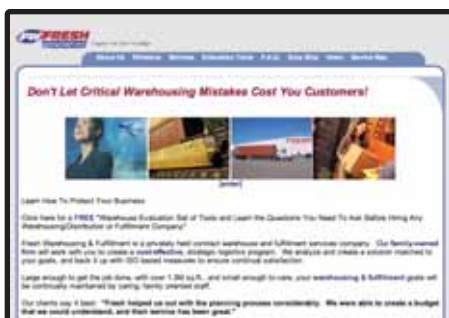 FRESH
About Us
Services
F.A.Q.
Don't Let Critical Warehousing Mistakes Cost You Customers!
[enter]
Learn How To Protect Your Business
Click here for a FREE "Warehouse Evaluation Set of Tools and Learn the Questions You Need To Ask Before Hiring Any
Warehousing/Distribution or Fulfillment Company"
Fresh Warehousing & Fulfillment is a privately held contract warehouse and fulfillment services company. Our family-owned
firm will work with you to create a cost-effective, strategic logistics program. We analyze and create a solution matched to
your goals, and back it up with ISO based measures to ensure continual satisfaction.
Large enough to get the job done, with over sq.ft. and small enough to care, your warehousing & fulfillment goals will
be continually maintained by caring, family oriented staff.
Our clients say it best: "Fresh helped us out with the planning process considerably. We were able to create a budget
that we could understand, and their service has been great."